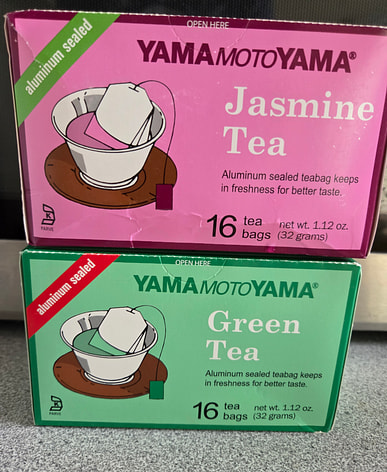 OPEN HERE
aluminum sealed
YAMAMOTOYAMA®
Jasmine
Tea
Aluminum sealed teabag keeps
in freshness for better taste.
K
PARVE
16 tea bags net wt. 1.12 oz. (32 grams)
OPEN HERE
aluminum sealed
YAMAMOTOYAMA®
Green
Tea
Aluminum sealed teabag keeps
in freshness for better taste.
K
PARVE
16 tea bags net wt. 1.12 oz. (32 grams)